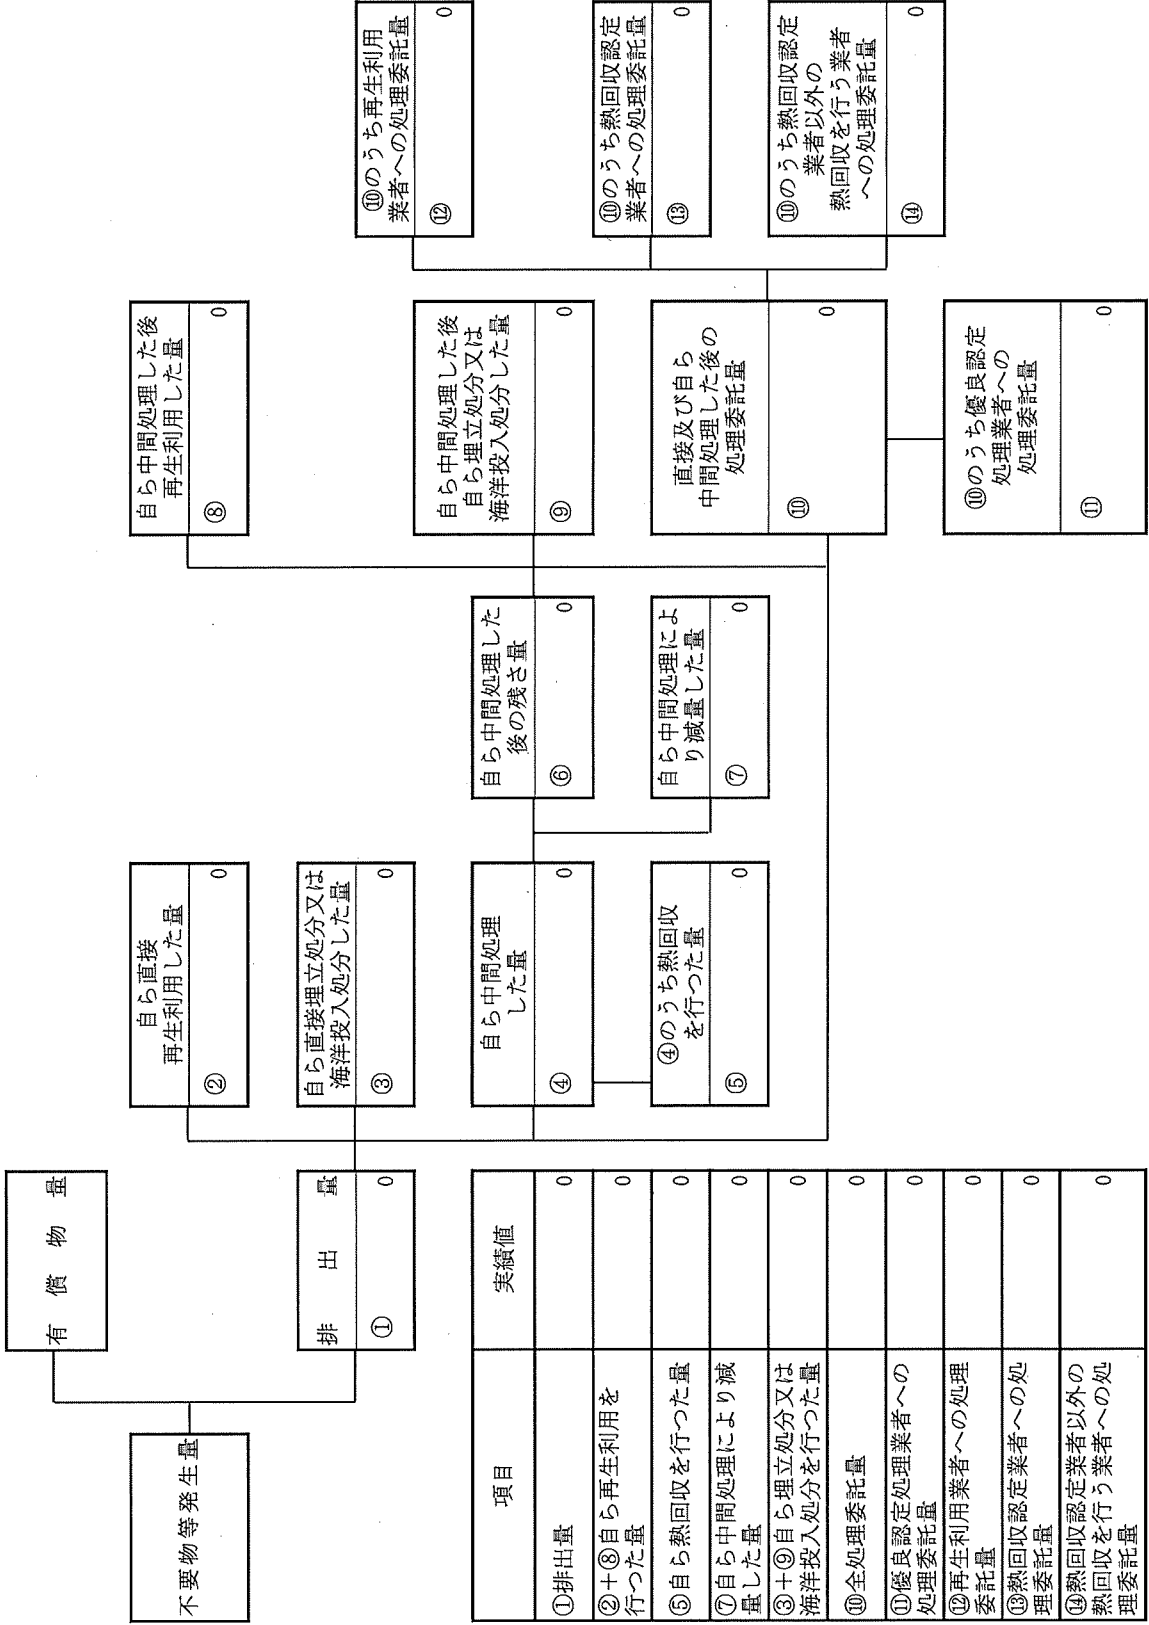 不要物等発生量
有償物量
排出量
① 0
自ら直接
再生利用した量
② 0
自ら直接埋立処分又は
海洋投入処分した量
③ 0
自ら中間処理
した量
④ 0
④のうち熱回収
を行つた量
⑤ 0
自ら中間処理した
後の残さ量
⑥ 0
自ら中間処理によ
り減量した量
⑦ 0
自ら中間処理した後
再生利用した量
⑧ 0
自ら中間処理した後
自ら埋立処分又は
海洋投入処分した量
⑨ 0
直接及び自ら
中間処理した後の
処理委託量
⑩ 0
⑩のうち優良認定
処理業者への
処理委託量
⑪ 0
⑩のうち再生利用
業者への処理委託量
⑫ 0
⑩のうち熱回収認定
業者への処理委託量
⑬ 0
⑩のうち熱回収認定
業者以外の
熱回収を行う業者
への処理委託量
⑭ 0
項目 実績値
①排出量 0
②+⑧自ら再生利用を
行つた量 0
⑤自ら熱回収を行つた量 0
⑦自ら中間処理により減
量した量 0
③+⑨自ら埋立処分又は
海洋投入処分を行つた量 0
⑩全処理委託量 0
⑪優良認定処理業者への
処理委託量 0
⑫再生利用業者への処理
委託量 0
⑬熱回収認定業者への処
理委託量 0
⑭熱回収認定業者以外の
熱回収を行う業者への処
理委託量 0